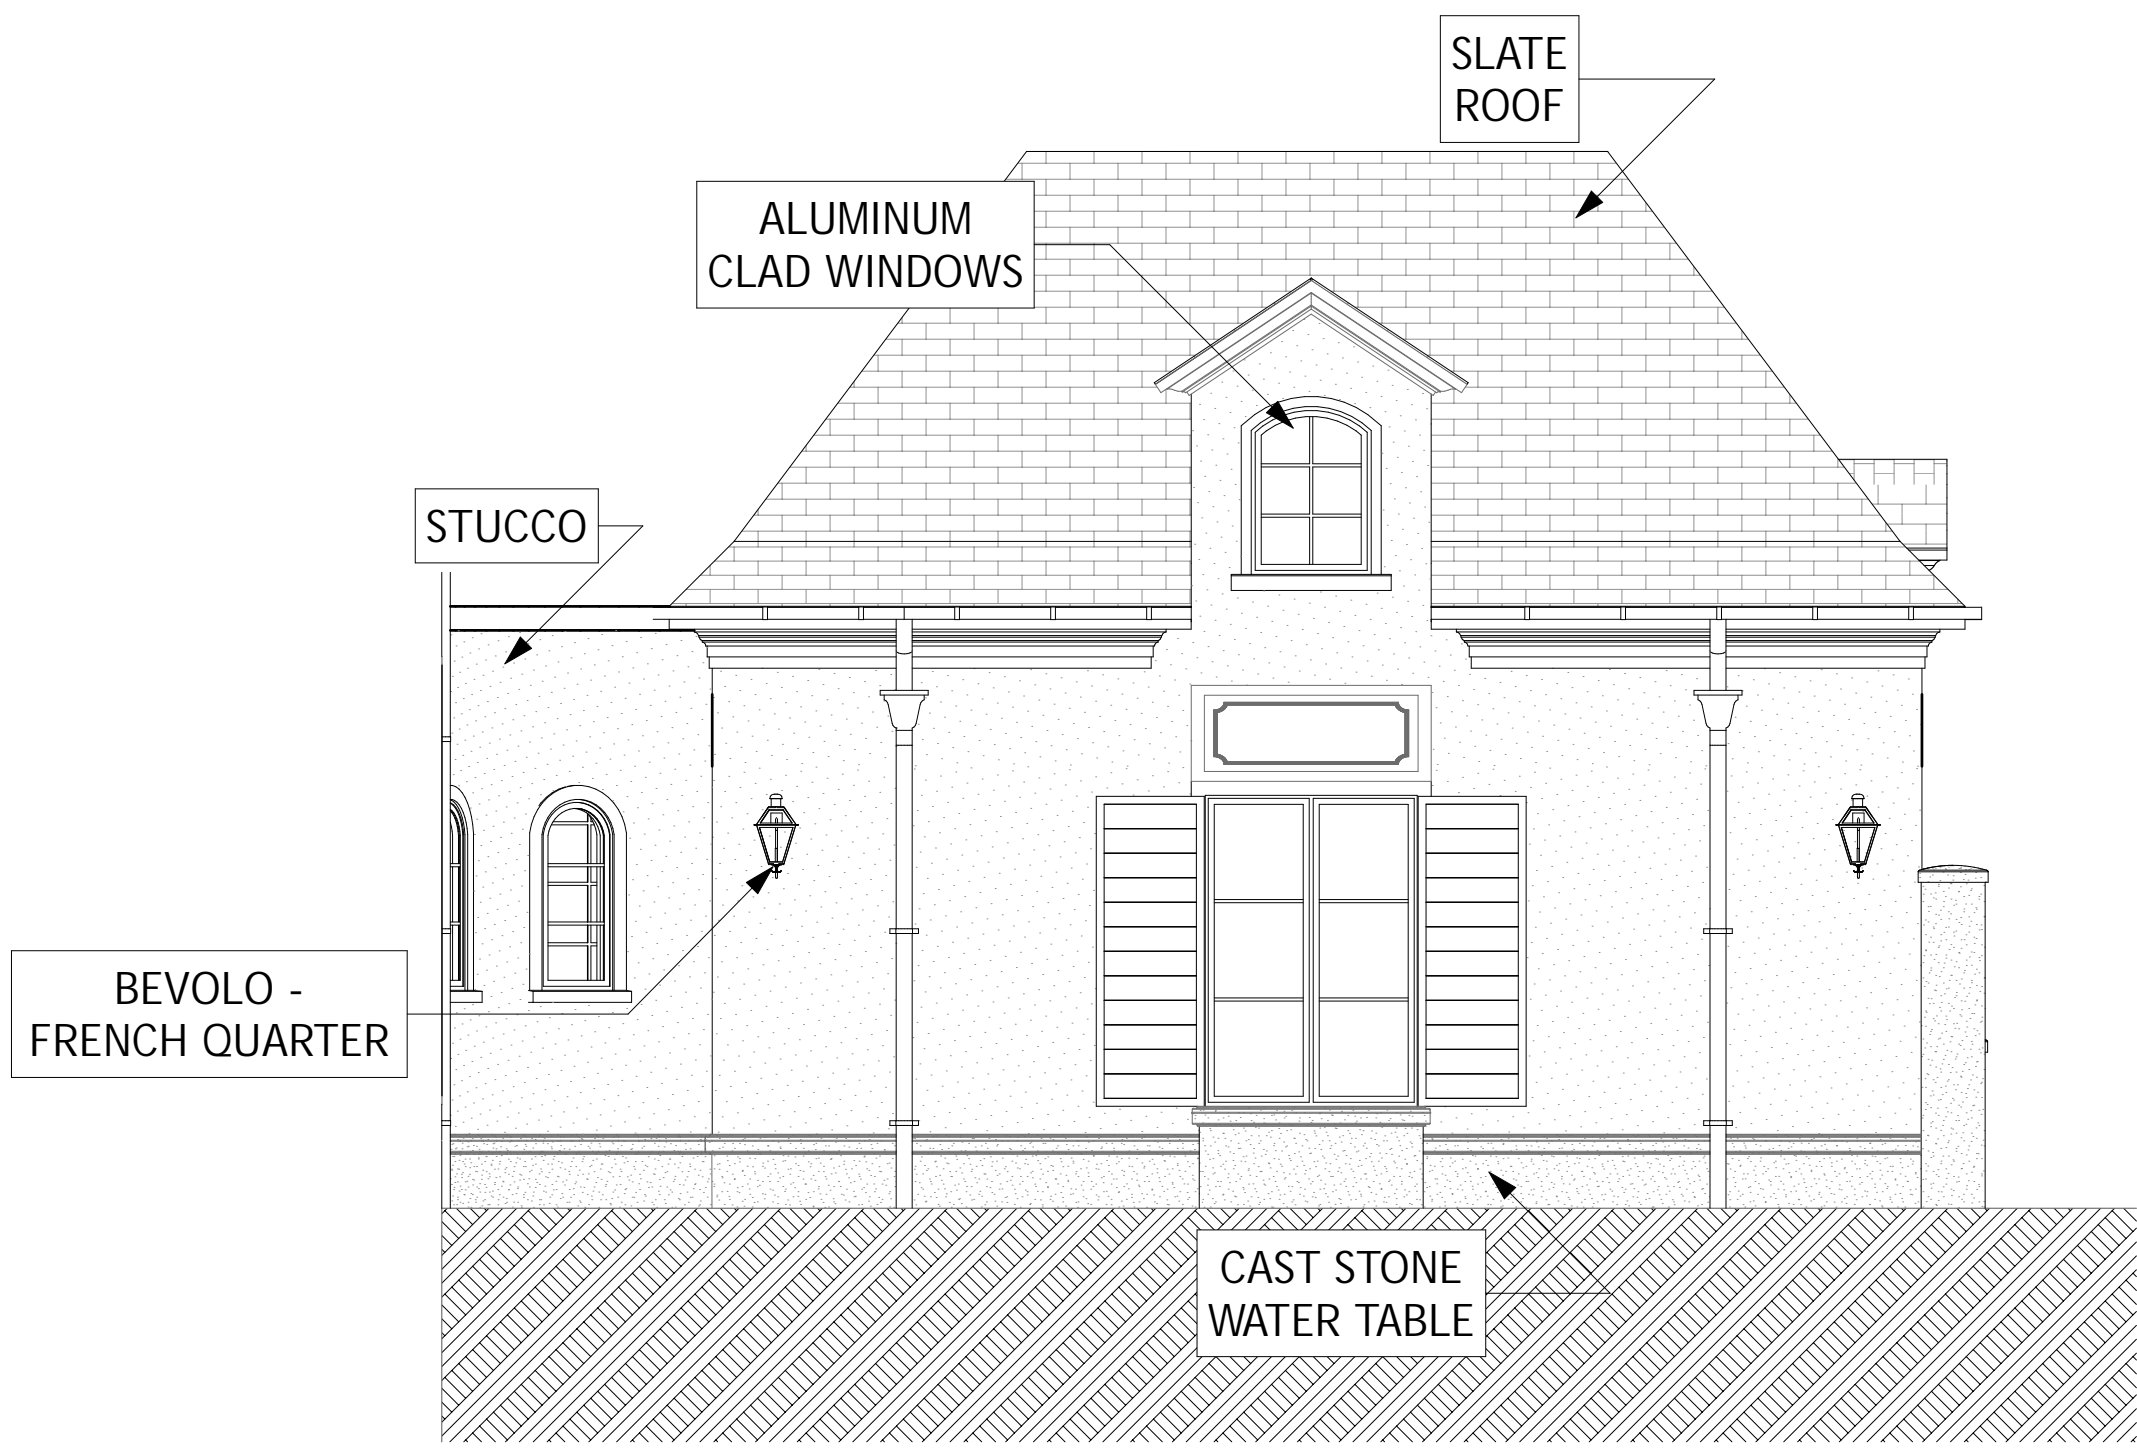 SLATE
ROOF
ALUMINUM
CLAD WINDOWS
STUCCO
BEVOLO -
FRENCH QUARTER
CAST STONE
WATER TABLE